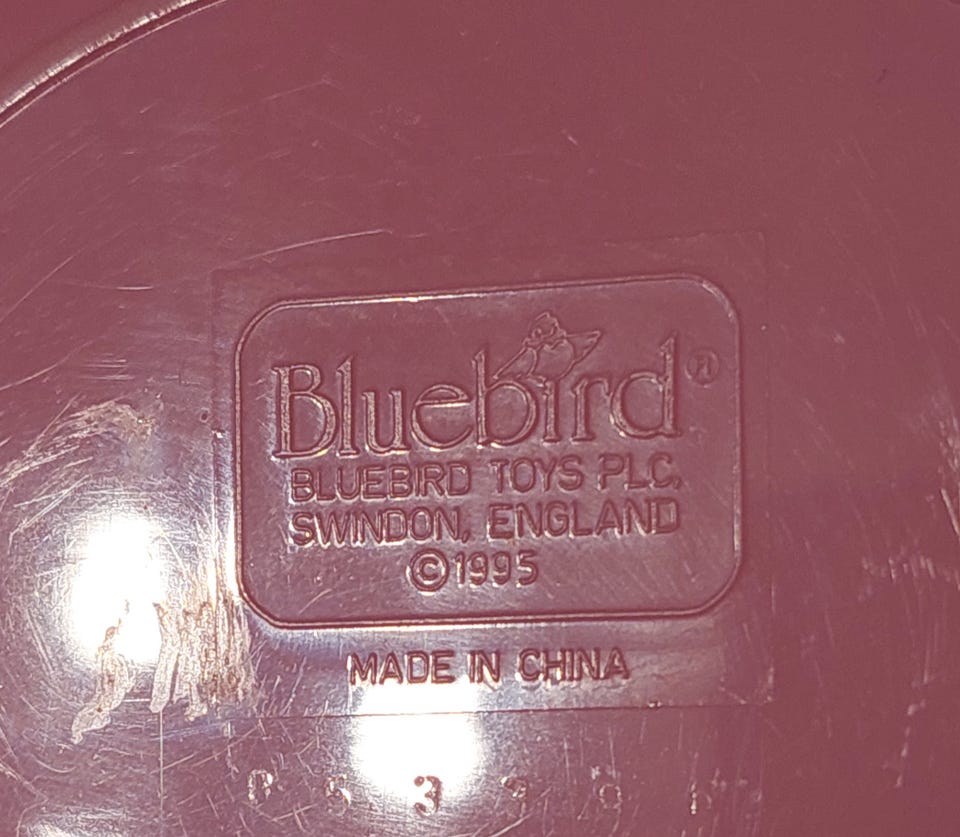 Bluebird®
BLUEBIRD TOYS PLC,
SWINDON, ENGLAND
©1995
MADE IN CHINA